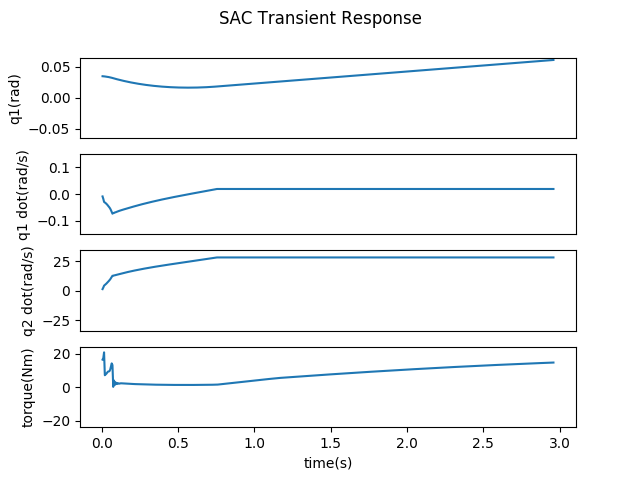 SAC Transient Response
q1(rad)
0.05
0.00
−0.05
q1 dot(rad/s)
0.1
0.0
−0.1
q2 dot(rad/s)
25
0
−25
torque(Nm)
20
0
−20
0.0 0.5 1.0 1.5 2.0 2.5 3.0
time(s)